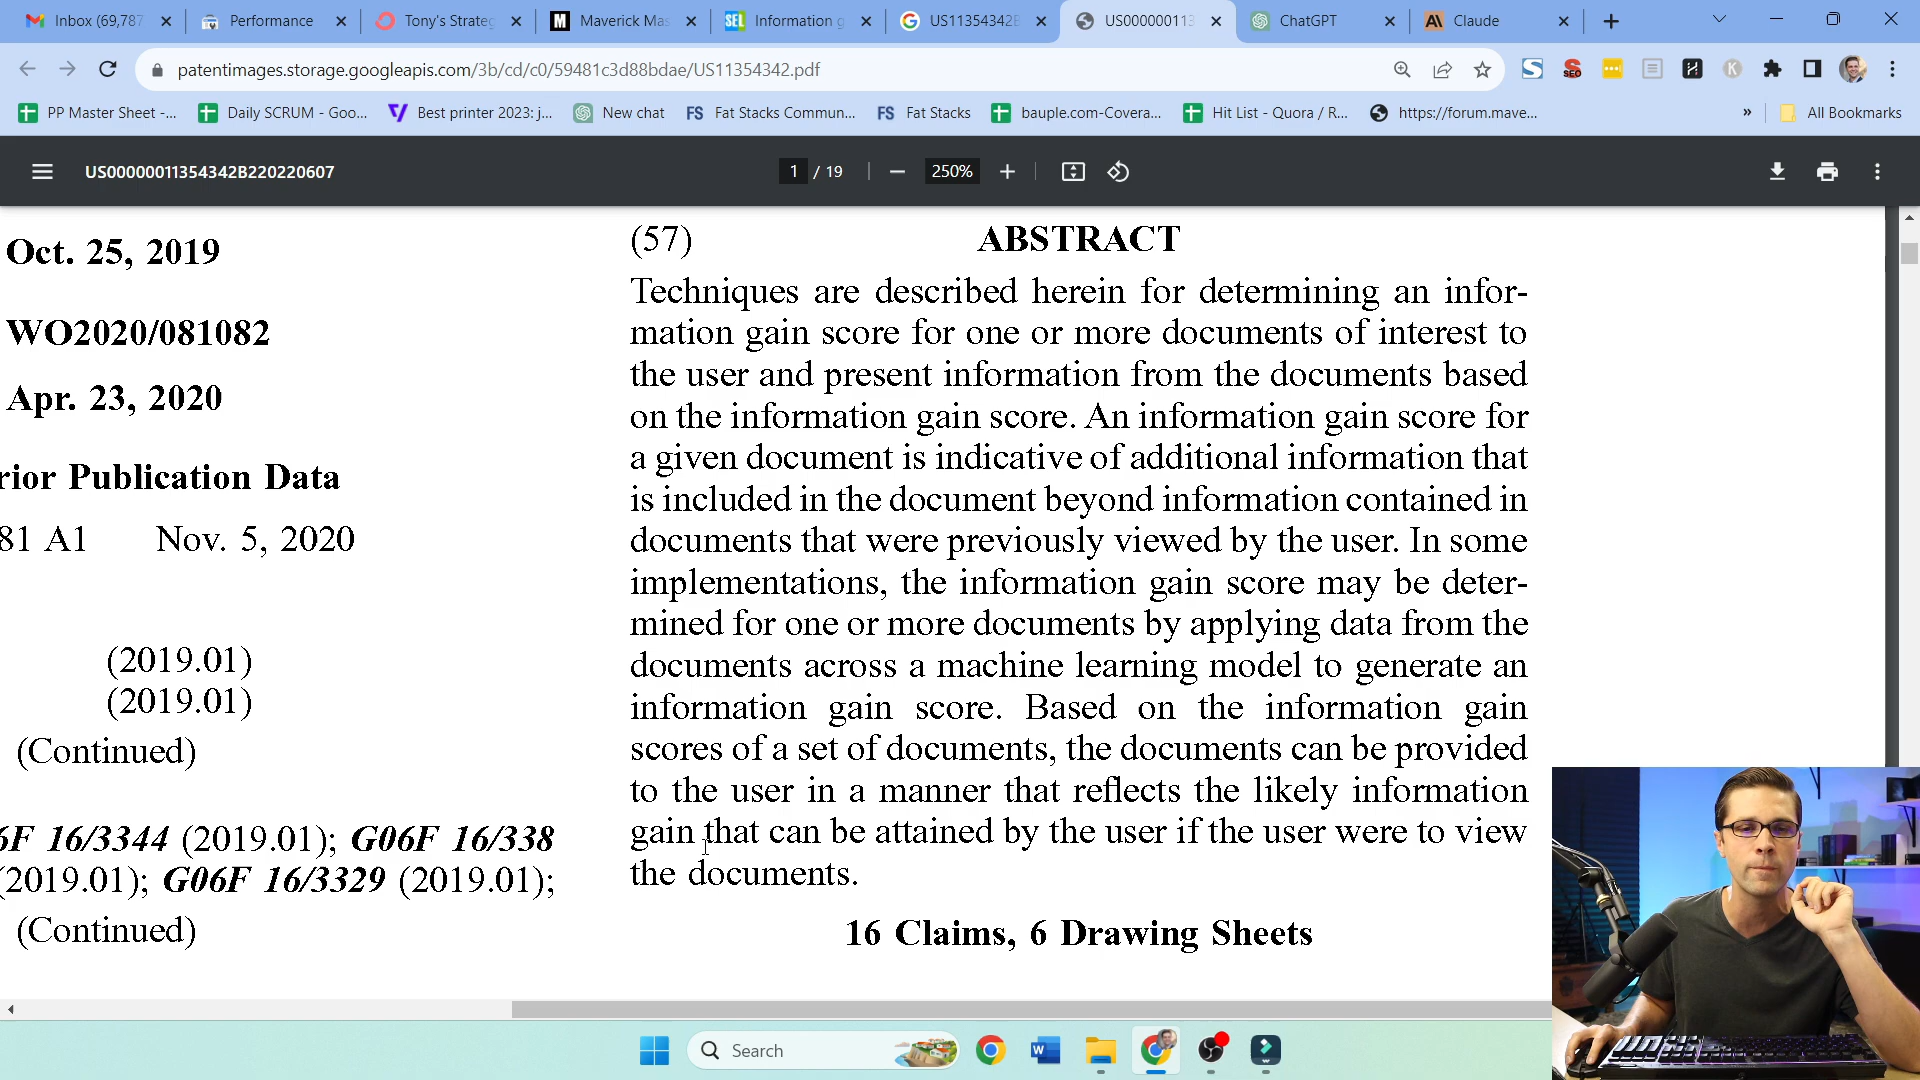 Inbox (69,787
Performance
Tony's Strateg
Maverick Mas
Information g
US11354342B
US000000113
ChatGPT
Claude
patentimages.storage.googleapis.com/3b/cd/c0/59481c3d88bdae/US11354342.pdf
PP Master Sheet -...
Daily SCRUM - Goo...
Best printer 2023: j...
New chat
FS Fat Stacks Commun...
FS Fat Stacks
bauple.com-Covera...
Hit List - Quora / R...
https://forum.mave...
»
All Bookmarks
US00000011354342B220220607
1 / 19
250%
Oct. 25, 2019
WO2020/081082
Apr. 23, 2020
rior Publication Data
81 A1 Nov. 5, 2020
(2019.01)
(2019.01)
(Continued)
6F 16/3344 (2019.01); G06F 16/338
(2019.01); G06F 16/3329 (2019.01);
(Continued)
(57) ABSTRACT
Techniques are described herein for determining an infor-
mation gain score for one or more documents of interest to
the user and present information from the documents based
on the information gain score. An information gain score for
a given document is indicative of additional information that
is included in the document beyond information contained in
documents that were previously viewed by the user. In some
implementations, the information gain score may be deter-
mined for one or more documents by applying data from the
documents across a machine learning model to generate an
information gain score. Based on the information gain
scores of a set of documents, the documents can be provided
to the user in a manner that reflects the likely information
gain that can be attained by the user if the user were to view
the documents.
16 Claims, 6 Drawing Sheets
Search